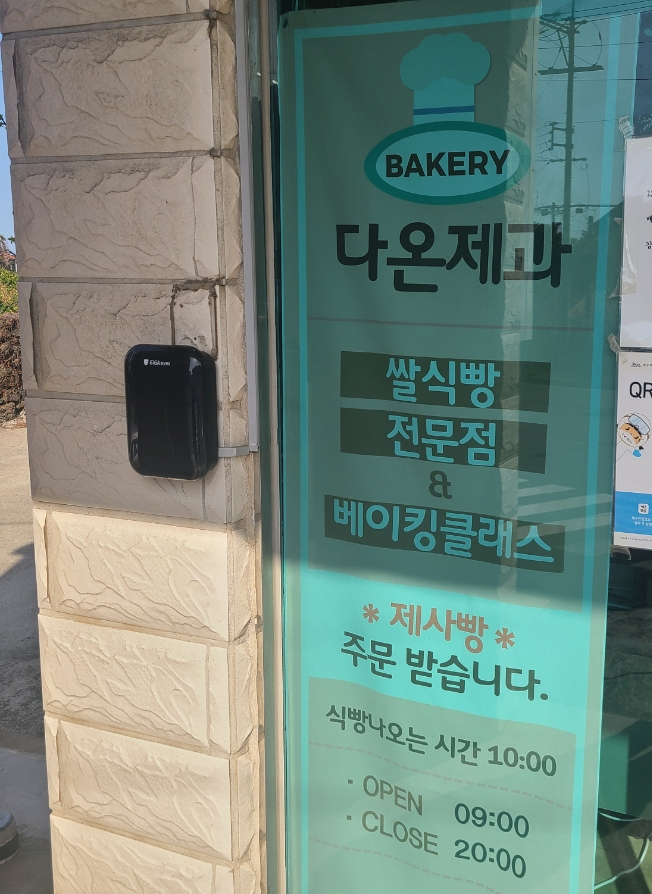 BAKERY
다온제과
쌀식빵
전문점
&
베이킹클래스
* 제사빵 *
주문 받습니다.
식빵나오는 시간 10:00
· OPEN 09:00
· CLOSE 20:00
GiGAeyes
QR